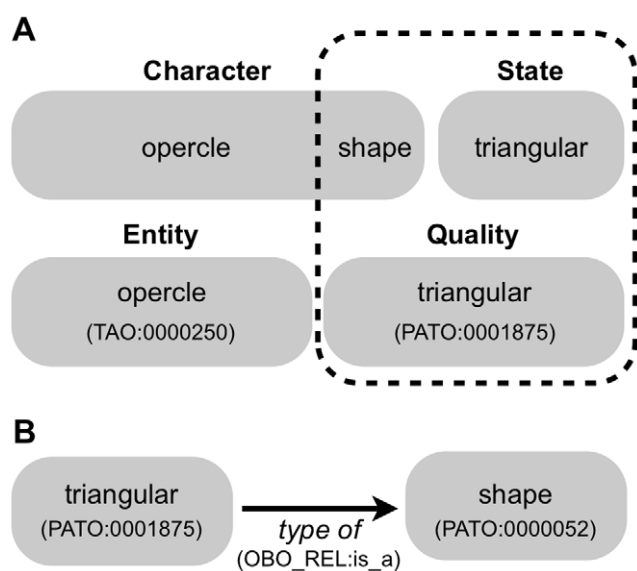 A
Character State
opercle shape triangular
Entity Quality
opercle triangular
(TAO:0000250) (PATO:0001875)
B
triangular shape
(PATO:0001875) (PATO:0000052)
type of
(OBO_REL:is_a)